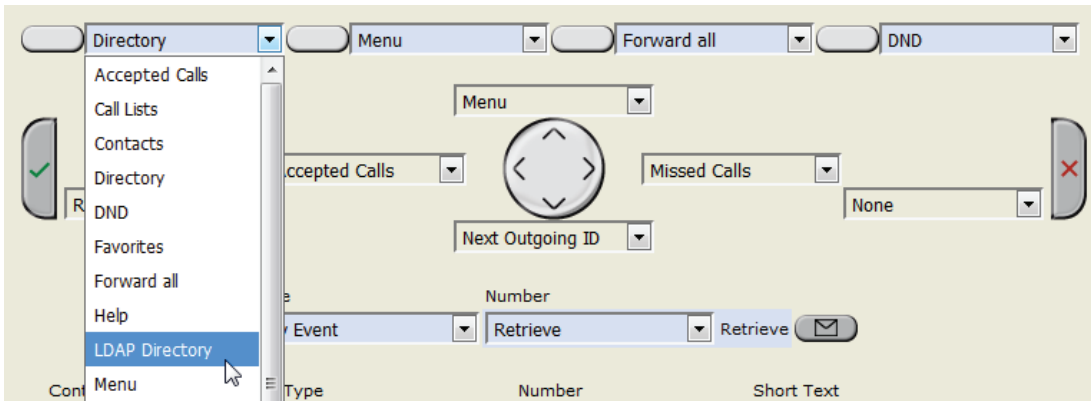 Directory Menu Forward all DND
Accepted Calls
Menu
Call Lists
Contacts
Accepted Calls Missed Calls
Directory
R None
DND
Next Outgoing ID
Favorites
Forward all
Number
Help
Event Retrieve Retrieve
LDAP Directory
Menu
Type Number Short Text